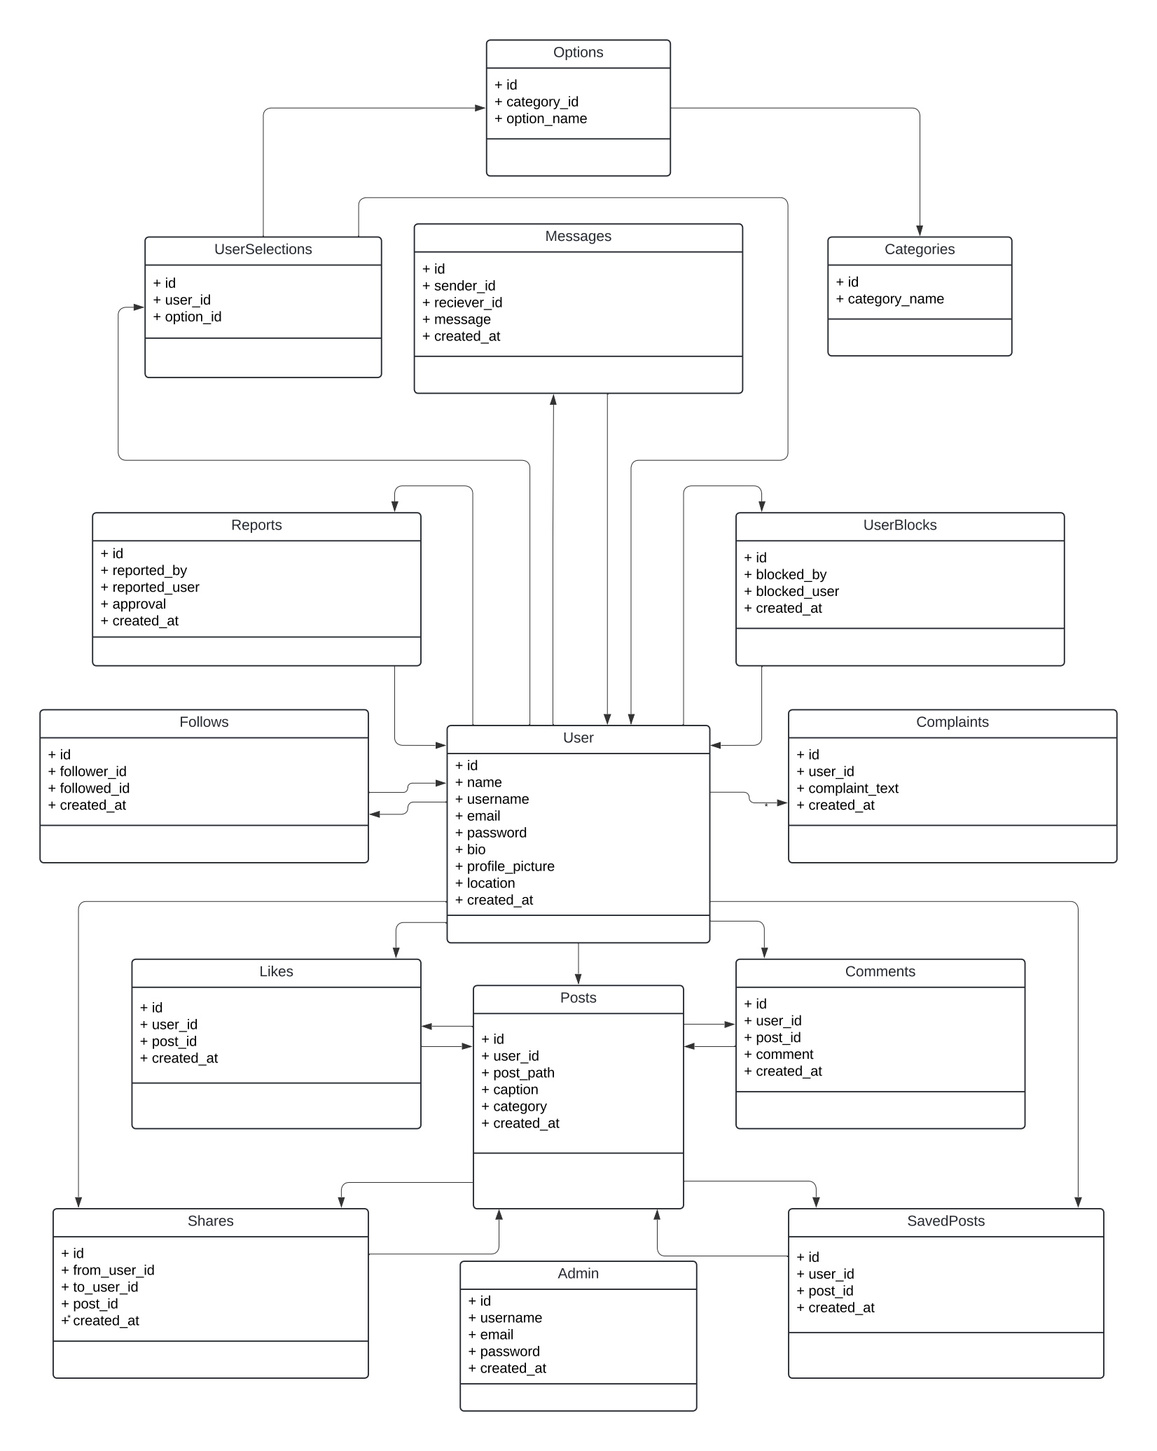 Options
+ id
+ category_id
+ option_name
UserSelections
+ id
+ user_id
+ option_id
Messages
+ id
+ sender_id
+ reciever_id
+ message
+ created_at
Categories
+ id
+ category_name
Reports
+ id
+ reported_by
+ reported_user
+ approval
+ created_at
UserBlocks
+ id
+ blocked_by
+ blocked_user
+ created_at
Follows
+ id
+ follower_id
+ followed_id
+ created_at
User
+ id
+ name
+ username
+ email
+ password
+ bio
+ profile_picture
+ location
+ created_at
Complaints
+ id
+ user_id
+ complaint_text
+ created_at
Likes
+ id
+ user_id
+ post_id
+ created_at
Posts
+ id
+ user_id
+ post_path
+ caption
+ category
+ created_at
Comments
+ id
+ user_id
+ post_id
+ comment
+ created_at
Shares
+ id
+ from_user_id
+ to_user_id
+ post_id
+ created_at
Admin
+ id
+ username
+ email
+ password
+ created_at
SavedPosts
+ id
+ user_id
+ post_id
+ created_at